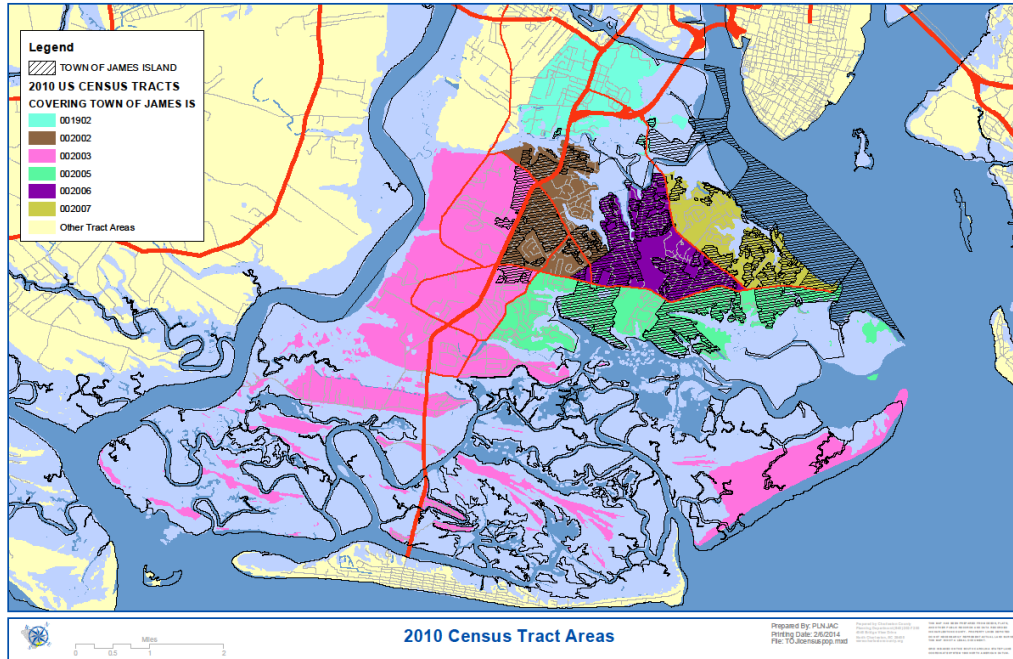 Legend
TOWN OF JAMES ISLAND
2010 US CENSUS TRACTS
COVERING TOWN OF JAMES IS
001902
002002
002003
002005
002006
002007
Other Tract Areas
Miles
0 0.5 1 2
2010 Census Tract Areas
Prepared By: PLNJAC
Printing Date: 2/6/2014
File: TOJcensuspop.mxd